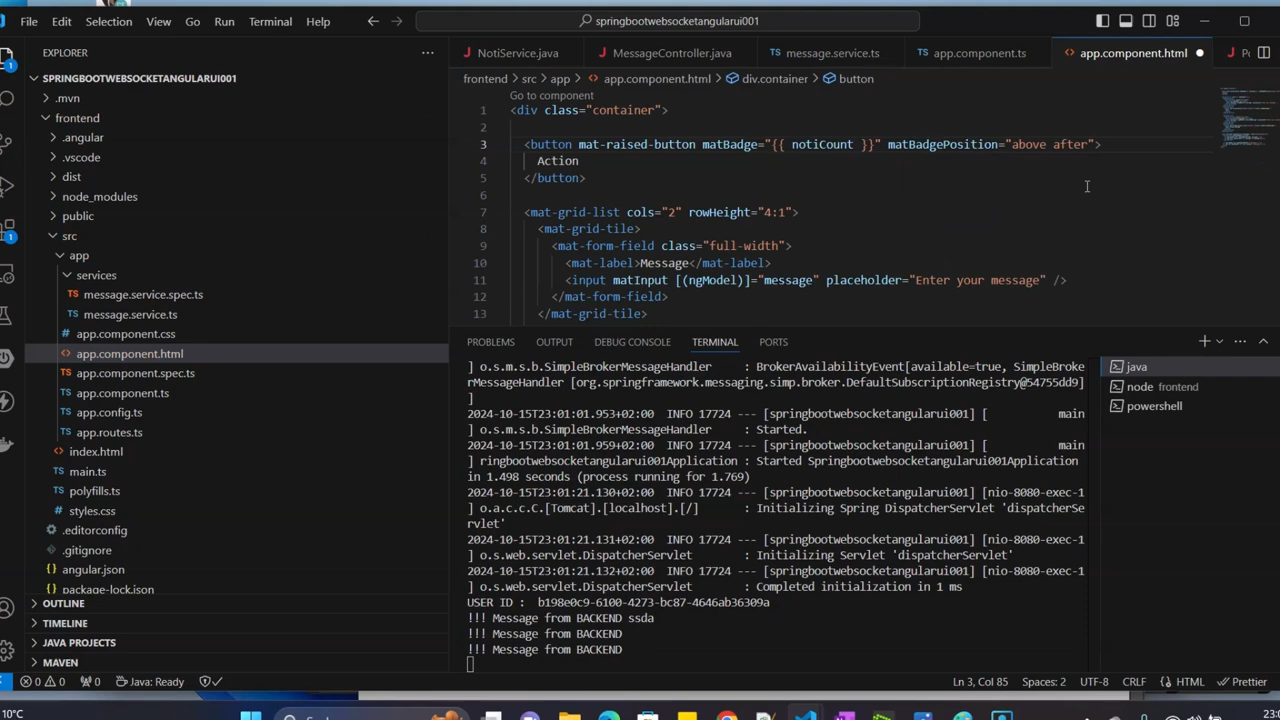 File Edit Selection View Go Run Terminal Help
springbootwebsocketangularui001
EXPLORER
NotiService.java
MessageController.java
message.service.ts
app.component.ts
app.component.html
SPRINGBOOTWEBSOCKETANGULARUI001
.mvn
frontend
.angular
.vscode
dist
node_modules
public
src
app
services
message.service.spec.ts
message.service.ts
app.component.css
app.component.html
app.component.spec.ts
app.component.ts
app.config.ts
app.routes.ts
index.html
main.ts
polyfills.ts
styles.css
.editorconfig
.gitignore
angular.json
package-lock.json
OUTLINE
TIMELINE
JAVA PROJECTS
MAVEN
frontend > src > app > app.component.html > div.container > button
Go to component
1 <div class="container">
2
3 <button mat-raised-button matBadge="{{ notiCount }}" matBadgePosition="above after">
4 Action
5 </button>
6
7 <mat-grid-list cols="2" rowHeight="4:1">
8 <mat-grid-tile>
9 <mat-form-field class="full-width">
10 <mat-label>Message</mat-label>
11 <input matInput [(ngModel)]="message" placeholder="Enter your message" />
12 </mat-form-field>
13 </mat-grid-tile>
PROBLEMS OUTPUT DEBUG CONSOLE TERMINAL PORTS
] o.s.m.s.b.SimpleBrokerMessageHandler : BrokerAvailabilityEvent[available=true, SimpleBroke
rMessageHandler [org.springframework.messaging.simp.broker.DefaultSubscriptionRegistry@54755dd9]
]
2024-10-15T23:01:01.953+02:00 INFO 17724 --- [springbootwebsocketangularui001] [ main
] o.s.m.s.b.SimpleBrokerMessageHandler : Started.
2024-10-15T23:01:01.959+02:00 INFO 17724 --- [springbootwebsocketangularui001] [ main
] ringbootwebsocketangularui001Application : Started Springbootwebsocketangularui001Application
in 1.498 seconds (process running for 1.769)
2024-10-15T23:01:21.130+02:00 INFO 17724 --- [springbootwebsocketangularui001] [nio-8080-exec-1
] o.a.c.c.C.[Tomcat].[localhost].[/] : Initializing Spring DispatcherServlet 'dispatcherSe
rvlet'
2024-10-15T23:01:21.131+02:00 INFO 17724 --- [springbootwebsocketangularui001] [nio-8080-exec-1
] o.s.web.servlet.DispatcherServlet : Initializing Servlet 'dispatcherServlet'
2024-10-15T23:01:21.132+02:00 INFO 17724 --- [springbootwebsocketangularui001] [nio-8080-exec-1
] o.s.web.servlet.DispatcherServlet : Completed initialization in 1 ms
USER ID : b198e0c9-6100-4273-bc87-4646ab36309a
!!! Message from BACKEND ssda
!!! Message from BACKEND
!!! Message from BACKEND
java
node frontend
powershell
0 0 0 Java: Ready Ln 3, Col 85 Spaces: 2 UTF-8 CRLF HTML Prettier
10°C